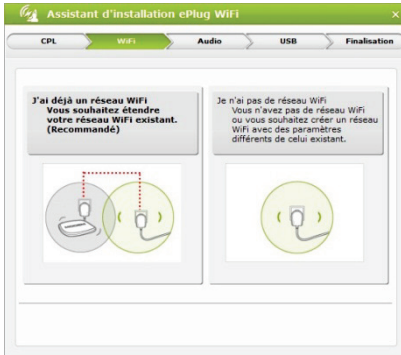 Assistant d'installation ePlug WiFi
CPL
WiFi
Audio
USB
Finalisation
J'ai déjà un réseau WiFi
Vous souhaitez étendre
votre réseau WiFi existant.
(Recommandé)
Je n'ai pas de réseau WiFi
Vous n'avez pas de réseau WiFi
ou vous souhaitez créer un réseau
WiFi avec des paramètres
différents de celui existant.